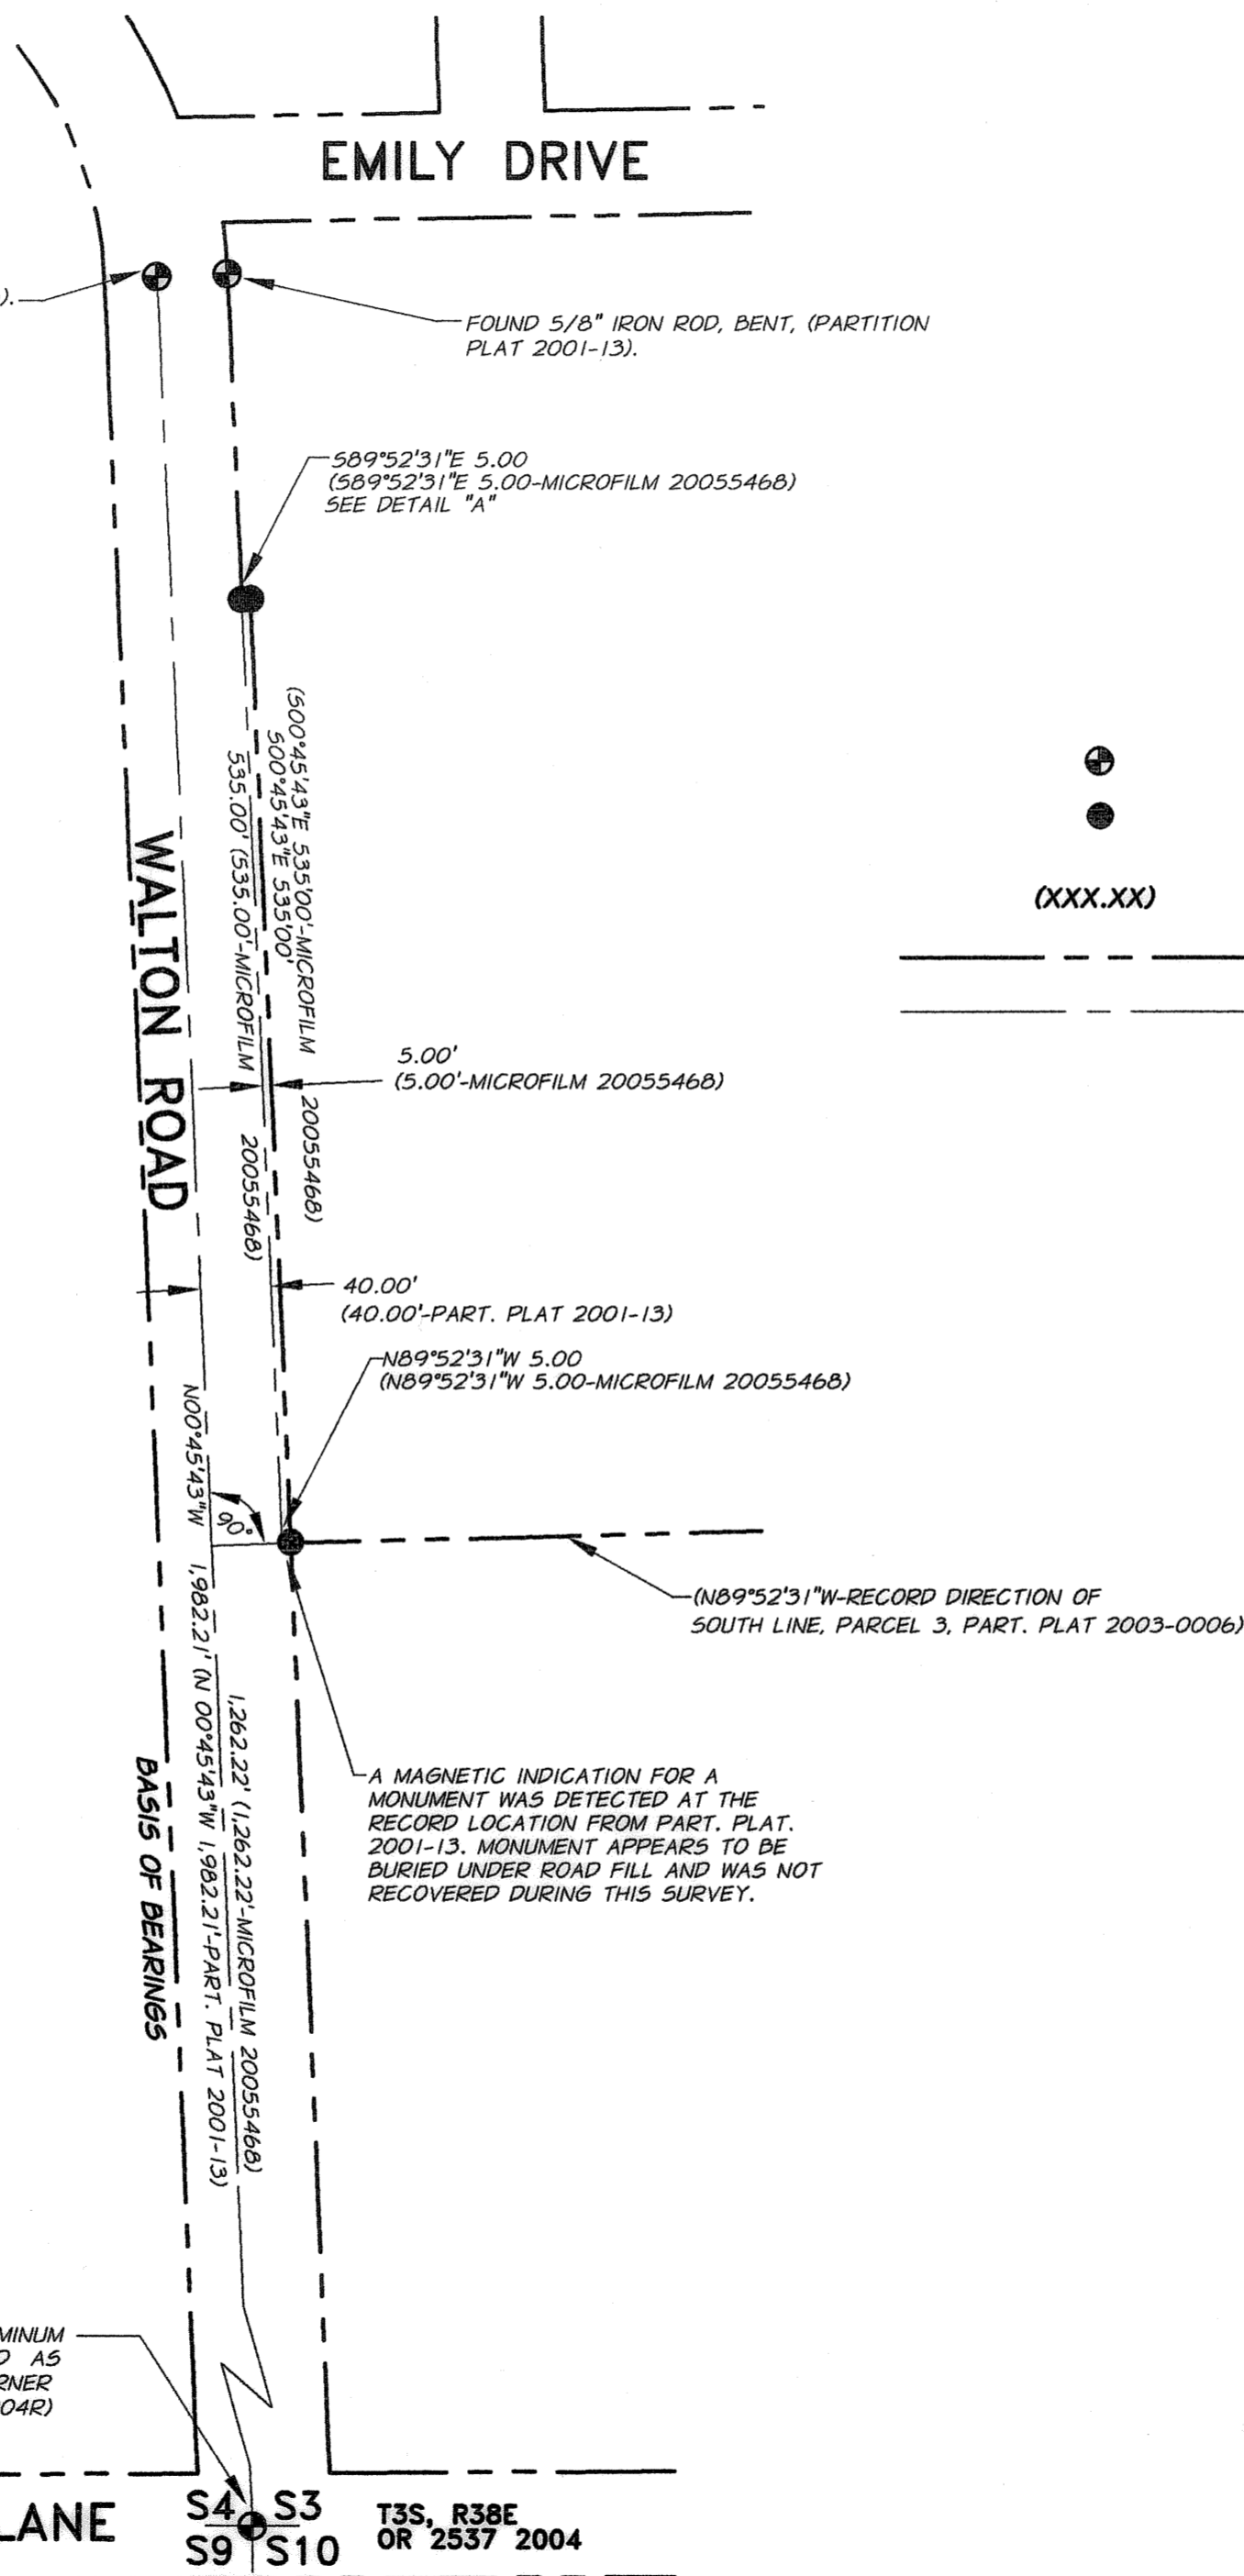 EMILY DRIVE
).
FOUND 5/8" IRON ROD, BENT, (PARTITION
PLAT 2001-13).
S89°52'31"E 5.00
(S89°52'31"E 5.00-MICROFILM 20055468)
SEE DETAIL "A"
(S00°45'43"E 535'00'-MICROFILM 20055468)
S00°45'43"E 535'00'
535.00' (535.00'-MICROFILM 20055468)
(XXX.XX)
WALTON ROAD
5.00'
(5.00'-MICROFILM 20055468)
40.00'
(40.00'-PART. PLAT 2001-13)
N89°52'31"W 5.00
(N89°52'31"W 5.00-MICROFILM 20055468)
90°
N00°45'43"W 1,982.21' (N 00°45'43"W 1,982.21'-PART. PLAT 2001-13)
(N89°52'31"W-RECORD DIRECTION OF
SOUTH LINE, PARCEL 3, PART. PLAT 2003-0006)
1,262.22' (1,262.22'-MICROFILM 20055468)
BASIS OF BEARINGS
A MAGNETIC INDICATION FOR A
MONUMENT WAS DETECTED AT THE
RECORD LOCATION FROM PART. PLAT.
2001-13. MONUMENT APPEARS TO BE
BURIED UNDER ROAD FILL AND WAS NOT
RECOVERED DURING THIS SURVEY.
MINUM
D AS
RNER
04R)
LANE
S4 S3
S9 S10
T3S, R38E
OR 2537 2004